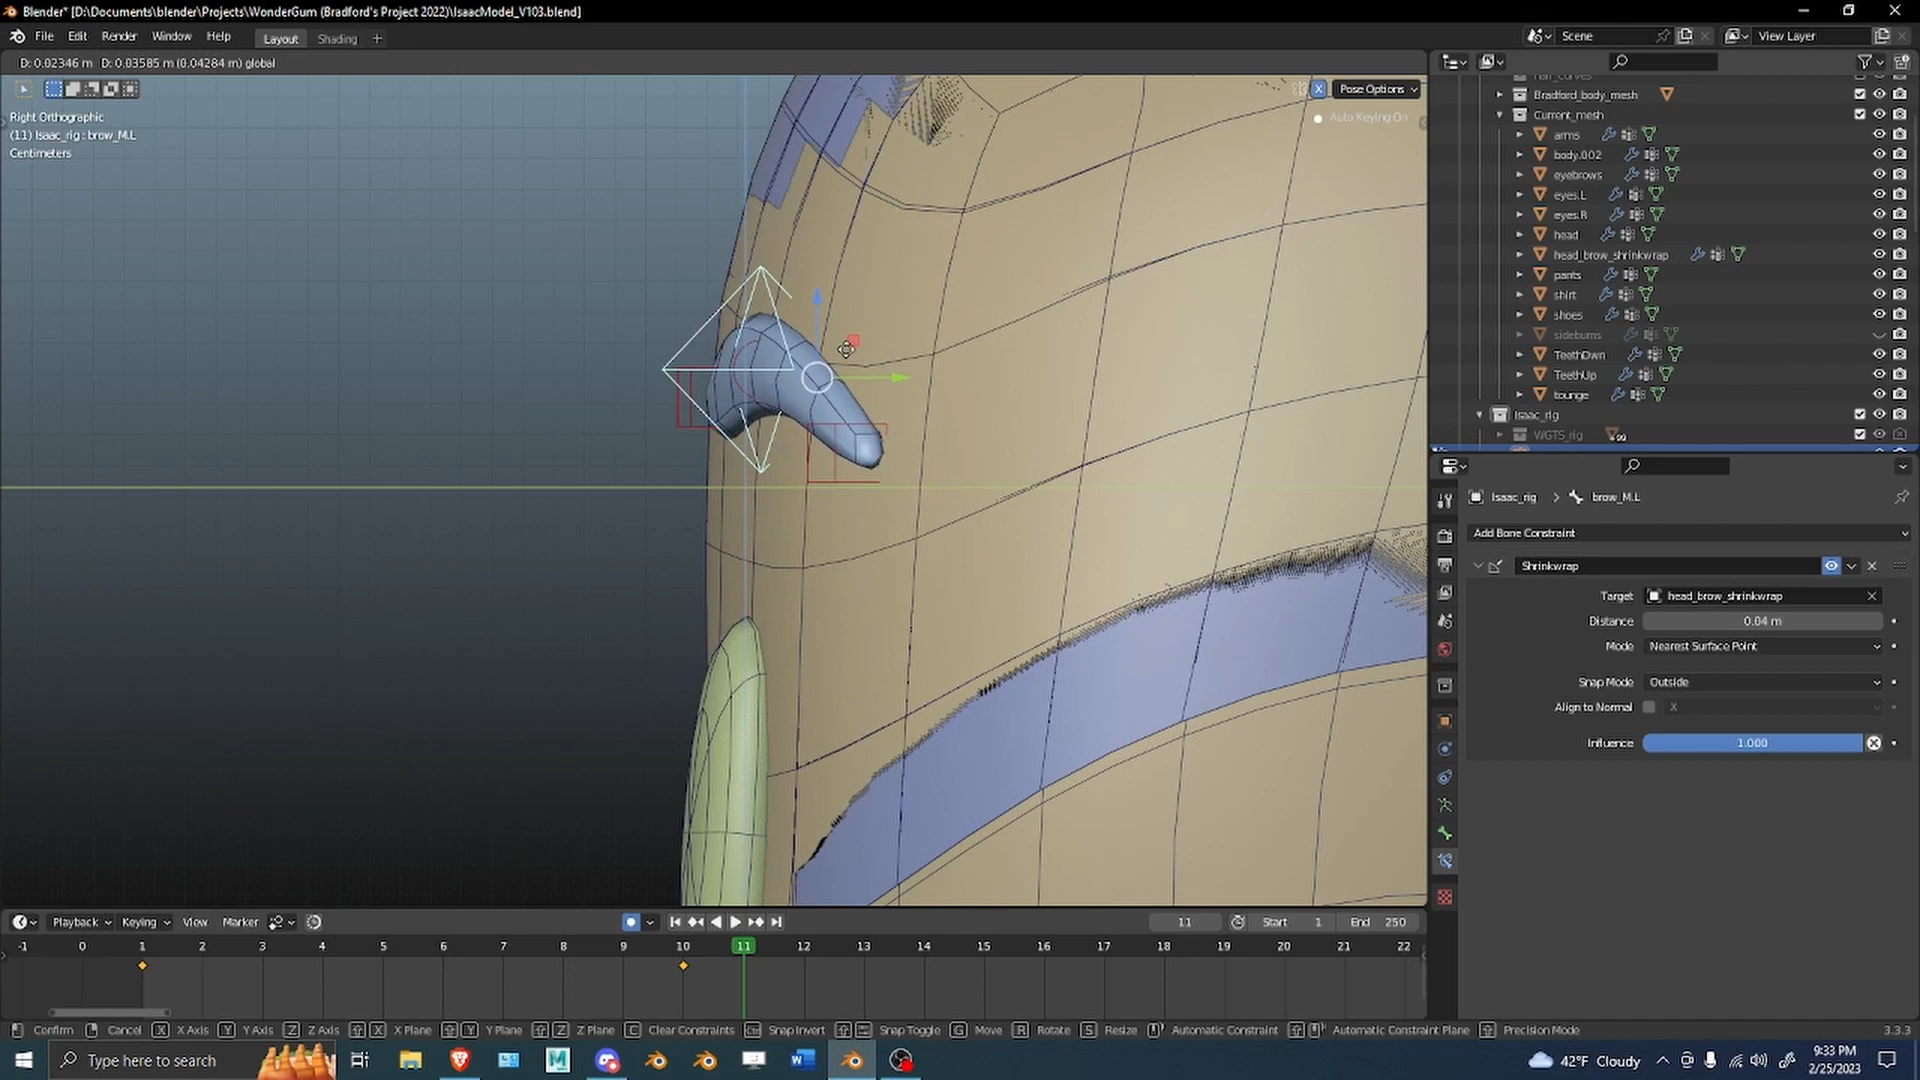 Blender* [D:\Documents\blender\Projects\WonderGum (Bradford's Project 2022)\IsaacModel_V103.blend]
File Edit Render Window Help Layout Shading + Scene View Layer
D: 0.02346 m D: 0.03585 m (0.04284 m) global
X Pose Options
Right Orthographic
(11) Isaac_rig : brow_M.L
Centimeters
Auto Keying On
Bradford_body_mesh
Current_mesh
arms
body.002
eyebrows
eyes.L
eyes.R
head
head_brow_shrinkwrap
pants
shirt
shoes
sideburns
TeethDwn
TeethUp
tounge
Isaac_rig
WGTS_rig
Isaac_rig > brow_M.L
Add Bone Constraint
Shrinkwrap
Target head_brow_shrinkwrap
Distance 0.04 m
Mode Nearest Surface Point
Snap Mode Outside
Align to Normal X
Influence 1.000
Playback Keying View Marker 11 Start 1 End 250
-1 0 1 2 3 4 5 6 7 8 9 10 11 12 13 14 15 16 17 18 19 20 21 22
Confirm Cancel X X Axis Y Y Axis Z Z Axis X X Plane Y Y Plane Z Z Plane C Clear Constraints Ctrl Snap Invert Snap Toggle G Move R Rotate S Resize Automatic Constraint Automatic Constraint Plane Precision Mode 3.3.3
Type here to search
42°F Cloudy
9:33 PM
2/25/2023